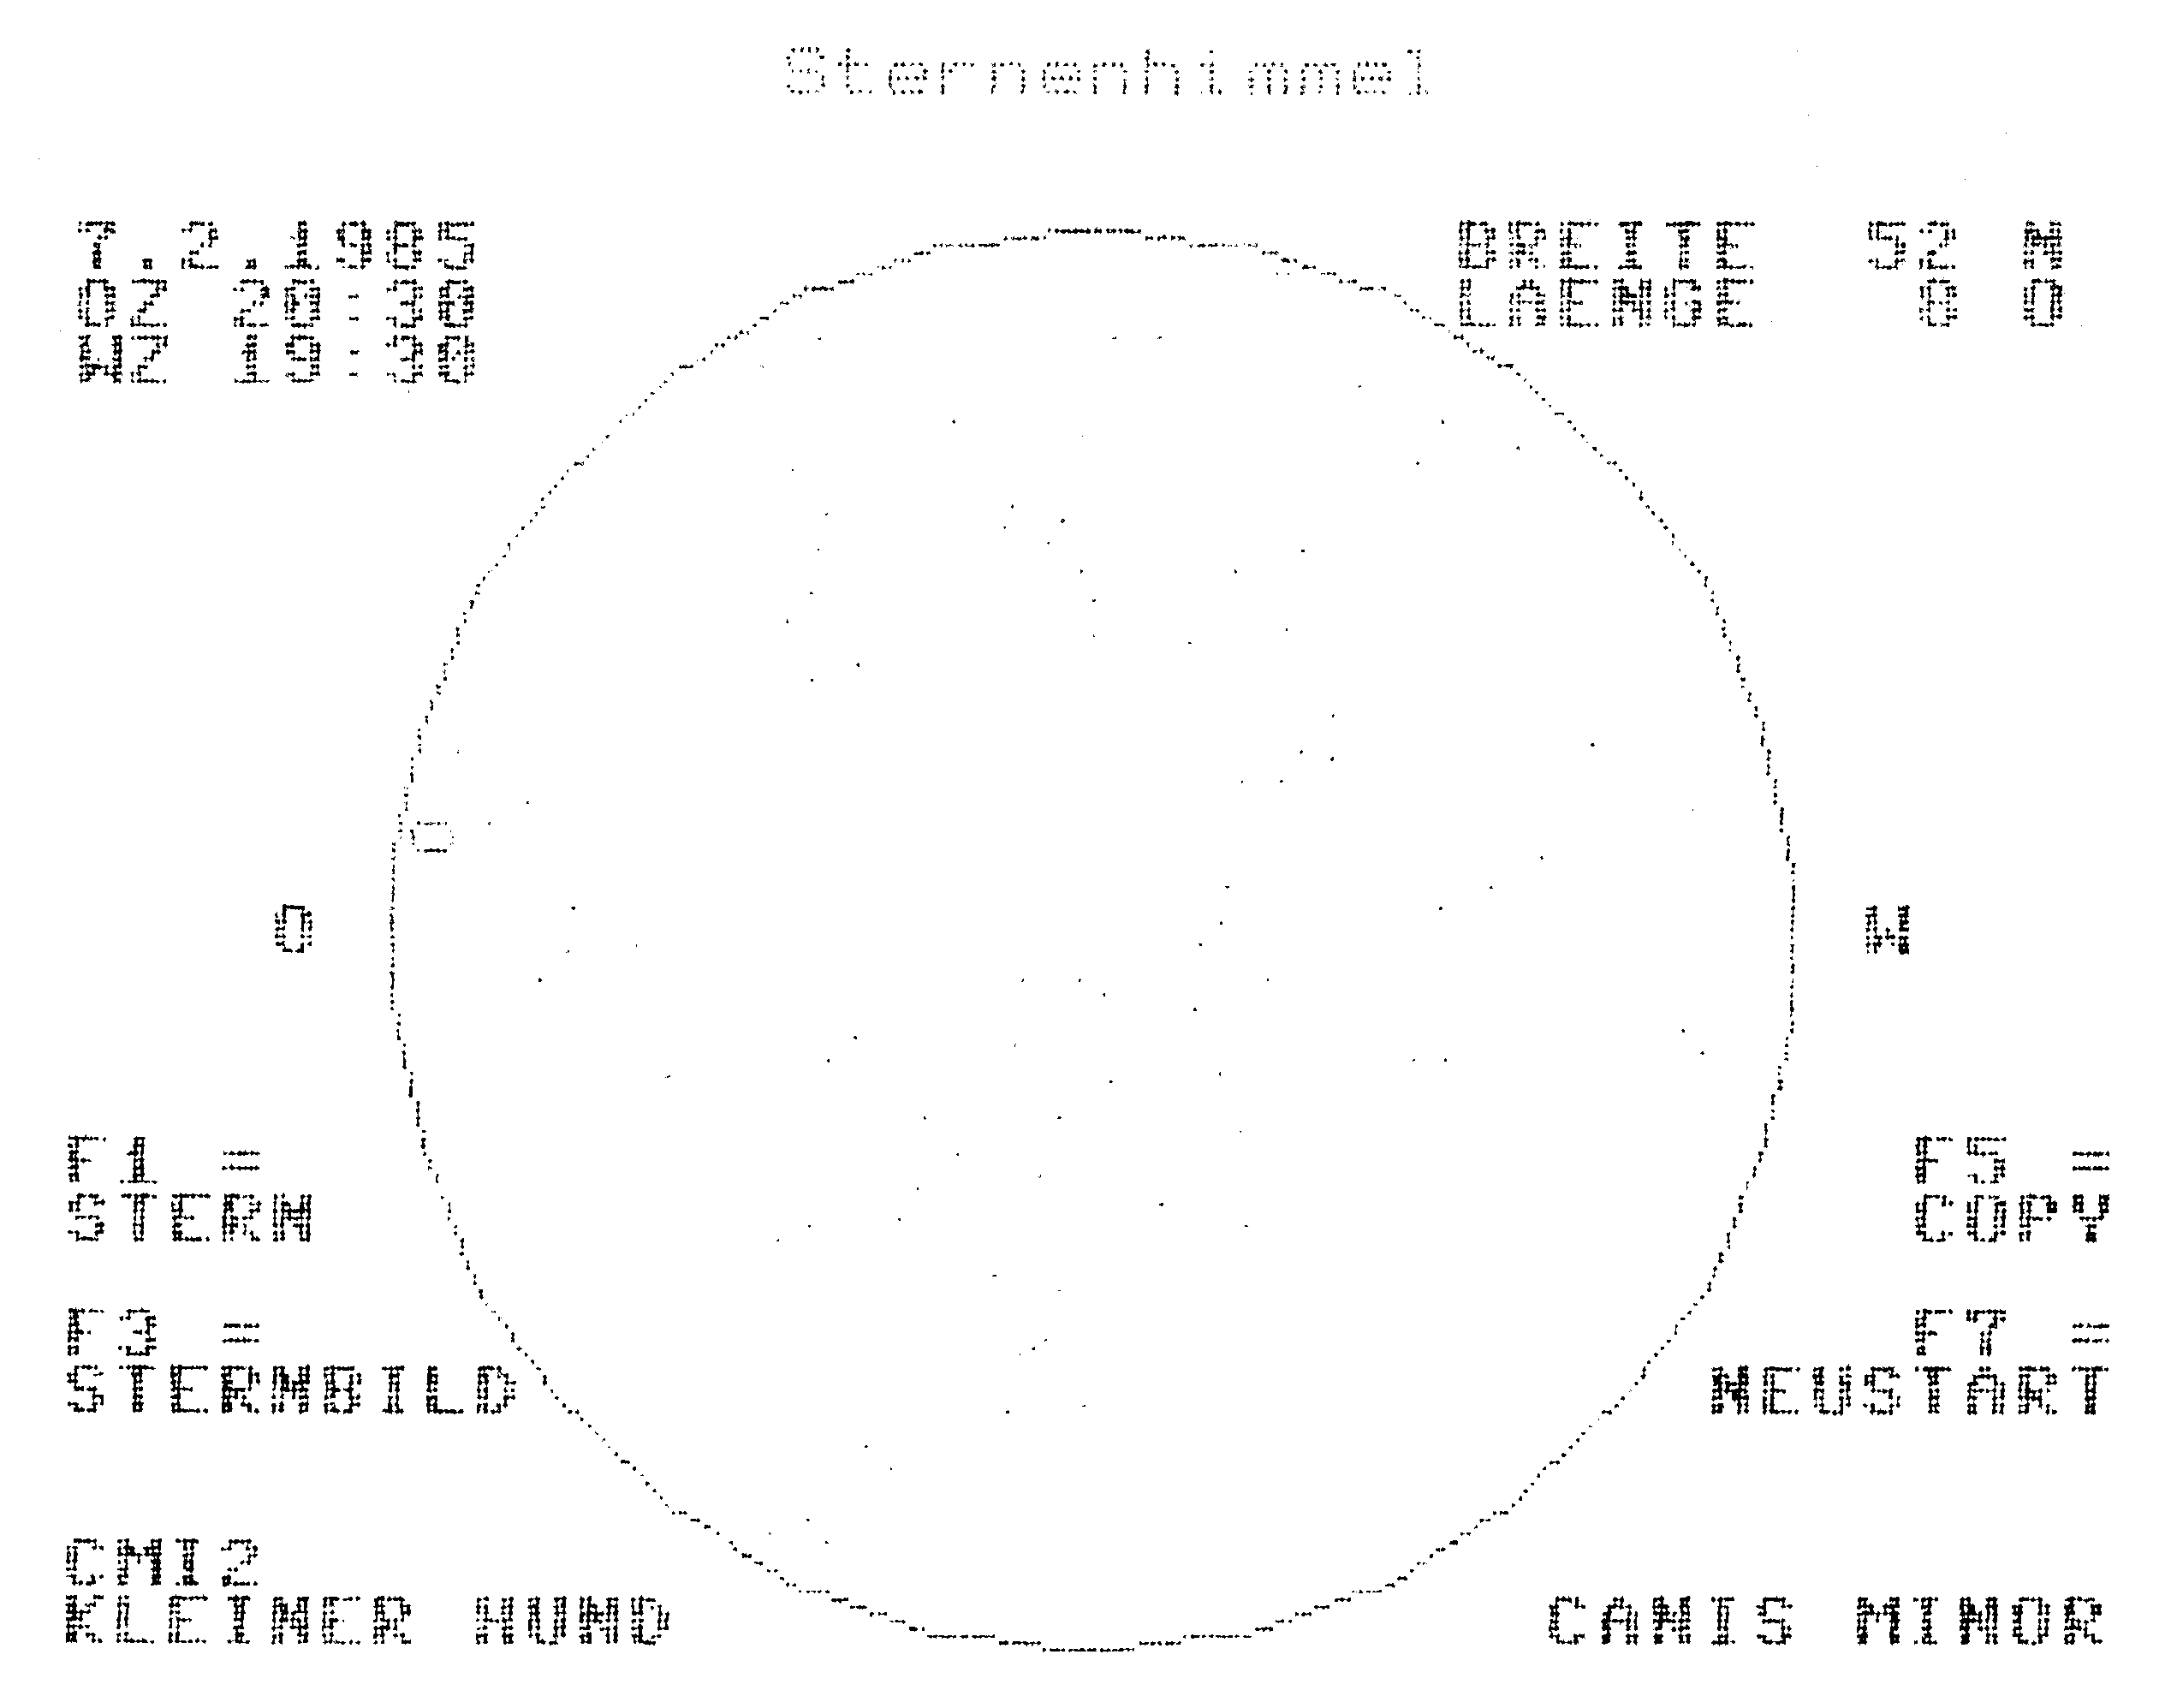 Sternenhimmel
7.2.1985
OZ 20:30
WZ 19:30
BREITE 52 N
LAENGE 8 O
O
W
F1 =
STERN
F3 =
STERNBILD
F5 =
COPY
F7 =
NEUSTART
CMI2
KLEINER HUND
CANIS MINOR